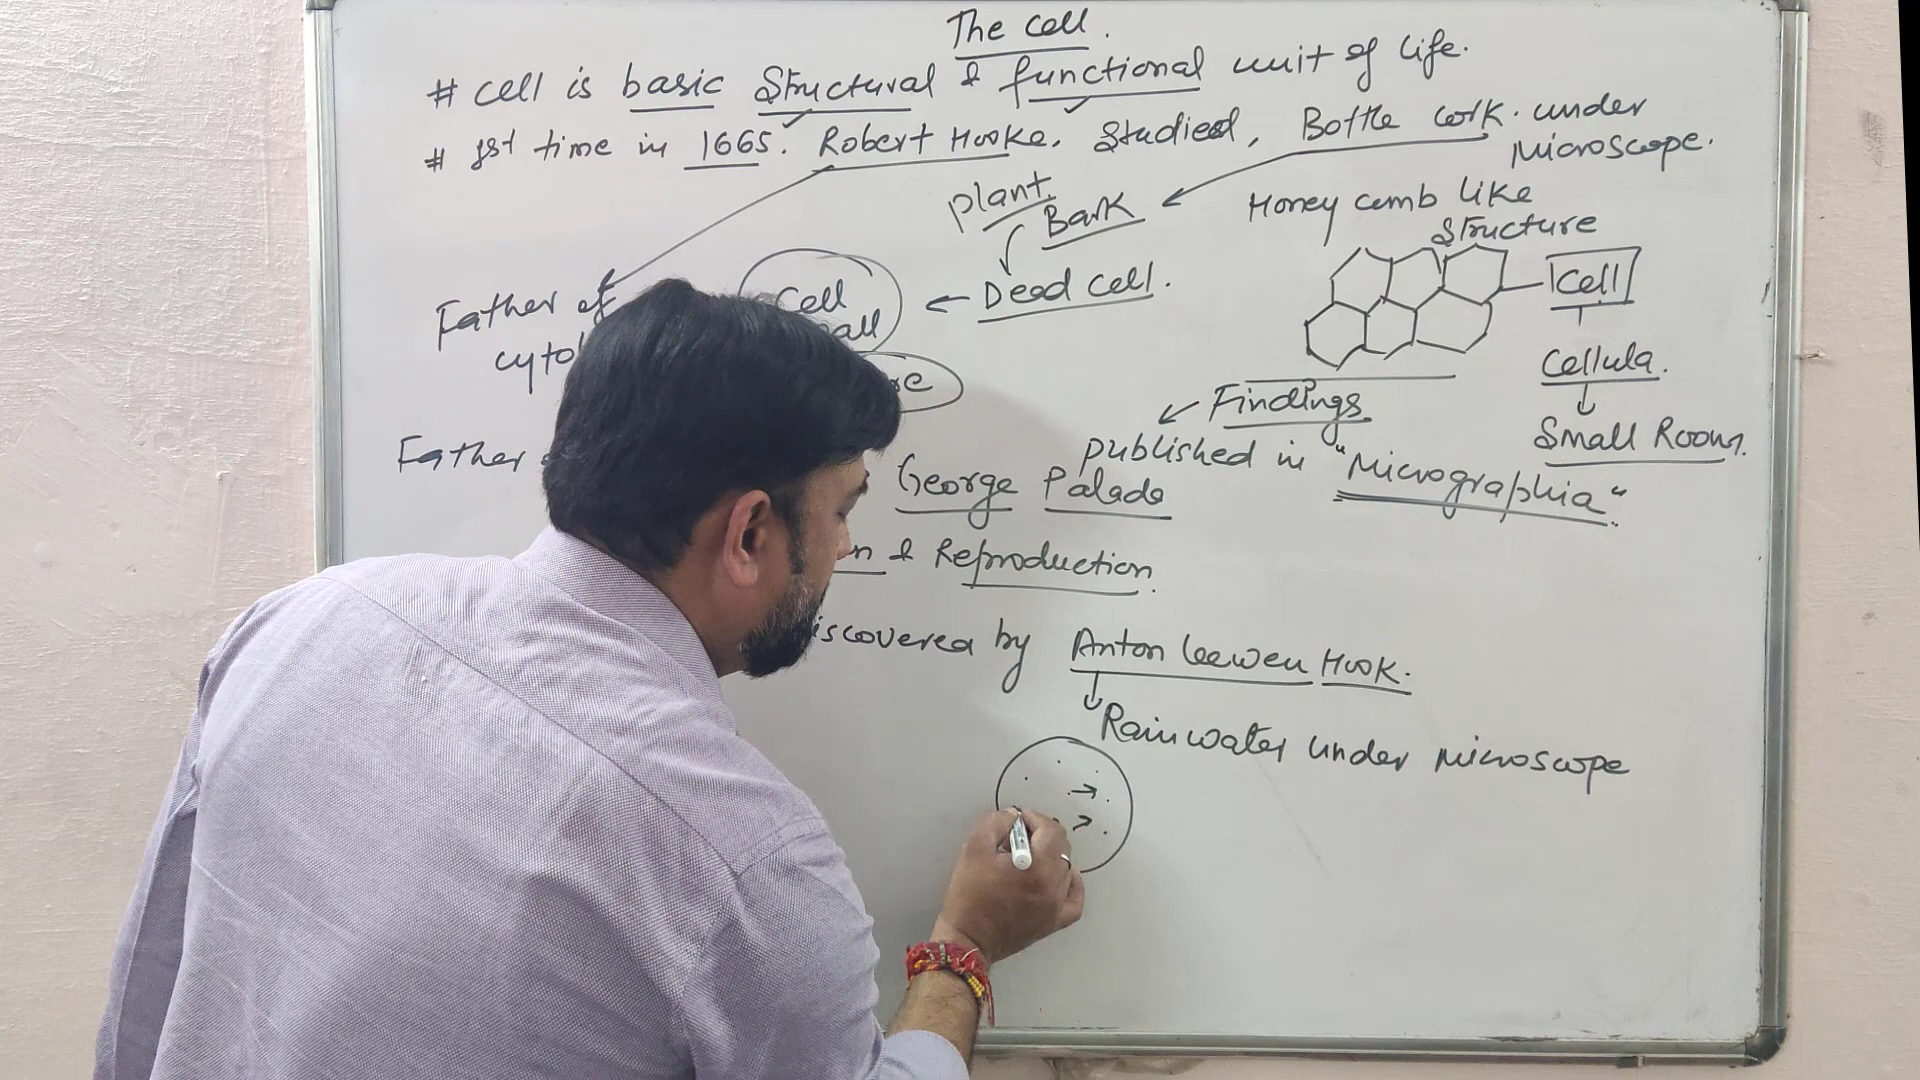 The cell.
# cell is basic Structural & functional unit of life.
# 1st time in 1665. Robert Hooke. Studied, Bottle cork. under
Microscope.
plant
Bark
Honey comb like
Structure
Father of
Cell
Dead cell.
Cell
Cellula.
Findings
Small Room.
Father
published in "Micrographia"
George Palade
& Reproduction.
by Anton Leewen Hook.
Rain water under microscope